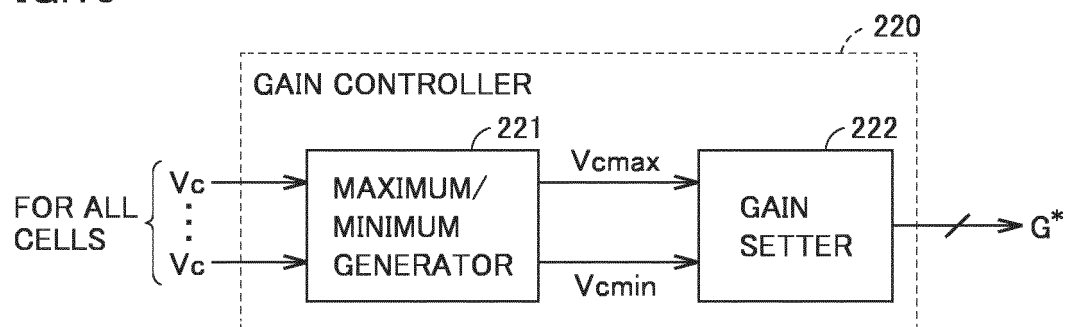 220
GAIN CONTROLLER
221
222
FOR ALL
CELLS
Vc
Vc
MAXIMUM/
MINIMUM
GENERATOR
Vcmax
Vcmin
GAIN
SETTER
G*